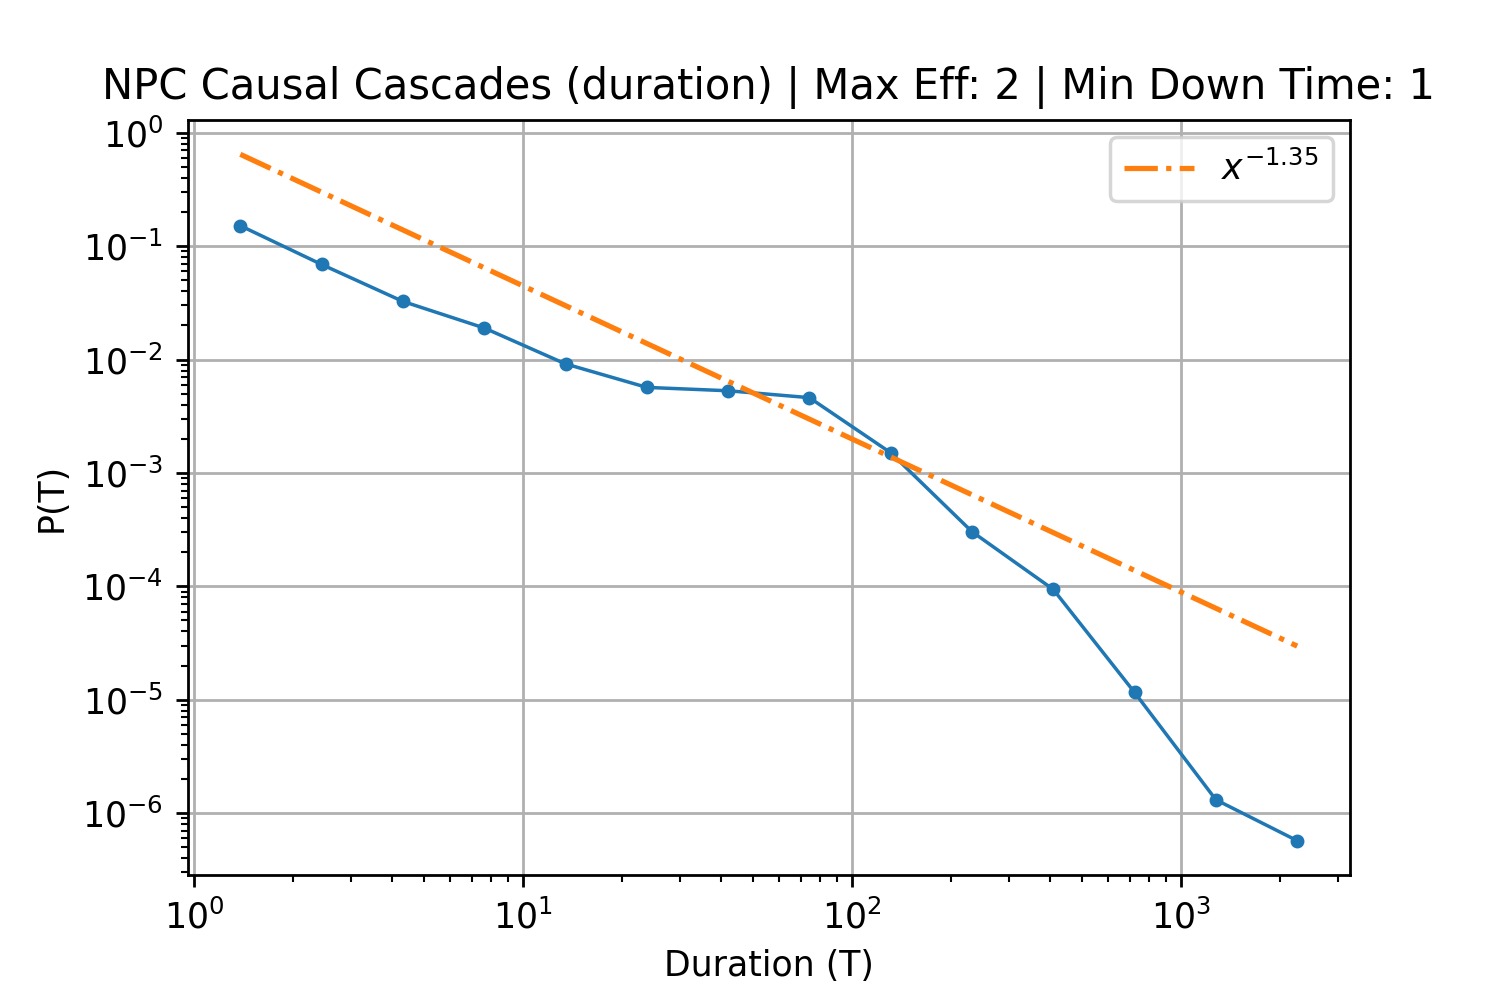 NPC Causal Cascades (duration) | Max Eff: 2 | Min Down Time: 1
x^{-1.35}
10^{0}
10^{-1}
10^{-2}
10^{-3}
10^{-4}
10^{-5}
10^{-6}
P(T)
10^{0} 10^{1} 10^{2} 10^{3}
Duration (T)